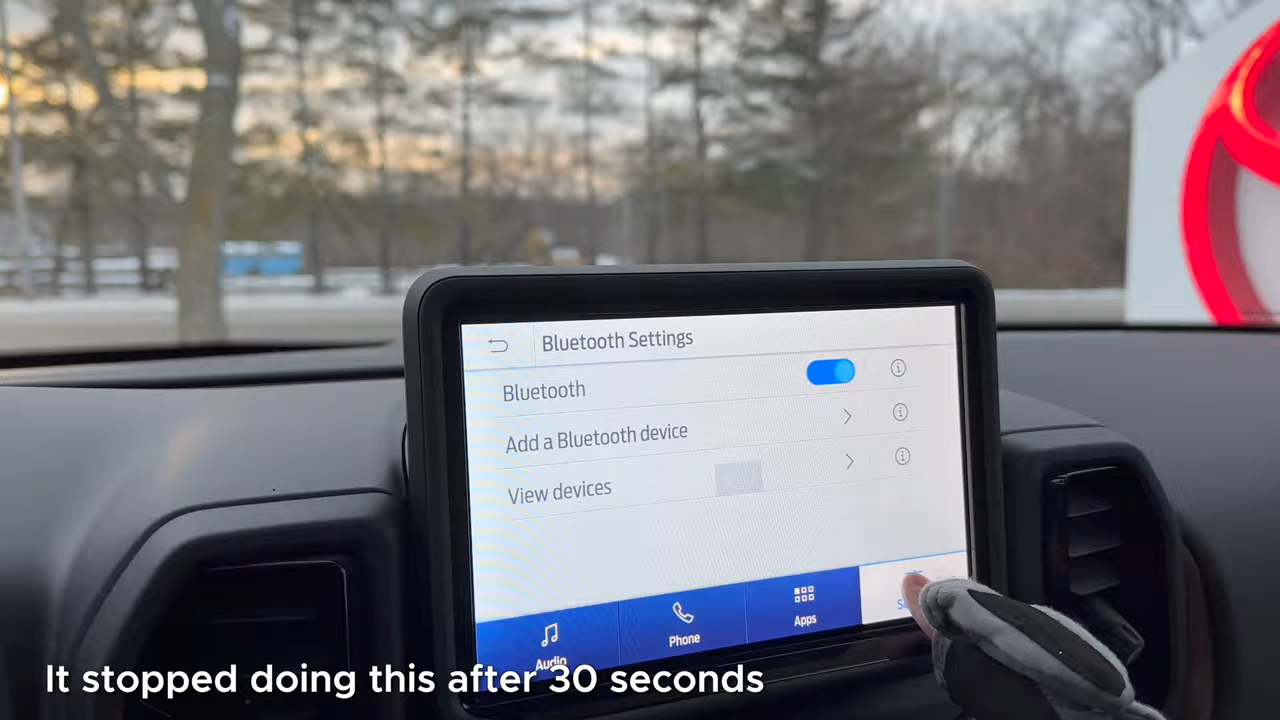 Bluetooth Settings
Bluetooth
Add a Bluetooth device
View devices
Audio
Phone
Apps
It stopped doing this after 30 seconds